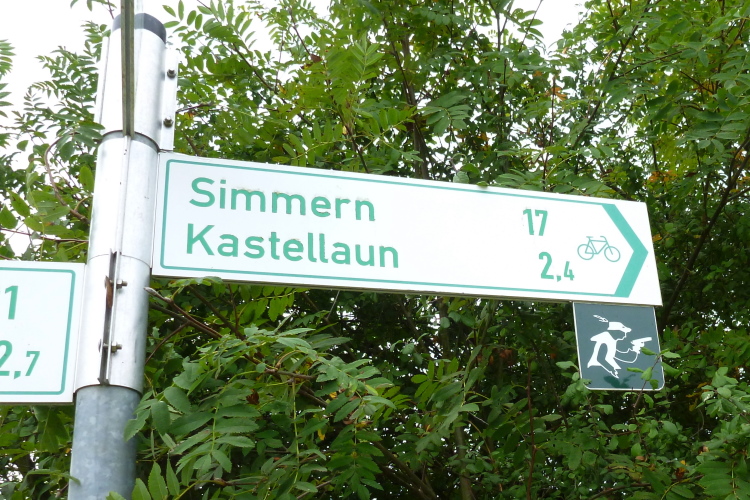 Simmern 17
Kastellaun 2,4
1
2,7